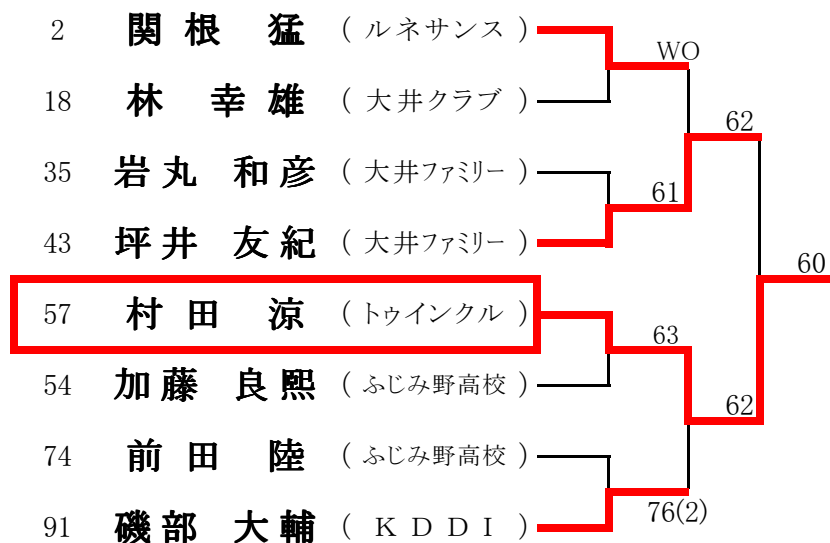 2 関根 猛 (ルネサンス)
WO
18 林 幸雄 (大井クラブ)
62
35 岩丸 和彦 (大井ファミリー)
61
43 坪井 友紀 (大井ファミリー)
60
57 村田 涼 (トゥインクル)
63
54 加藤 良熙 (ふじみ野高校)
62
74 前田 陸 (ふじみ野高校)
76(2)
91 磯部 大輔 (KDDI)